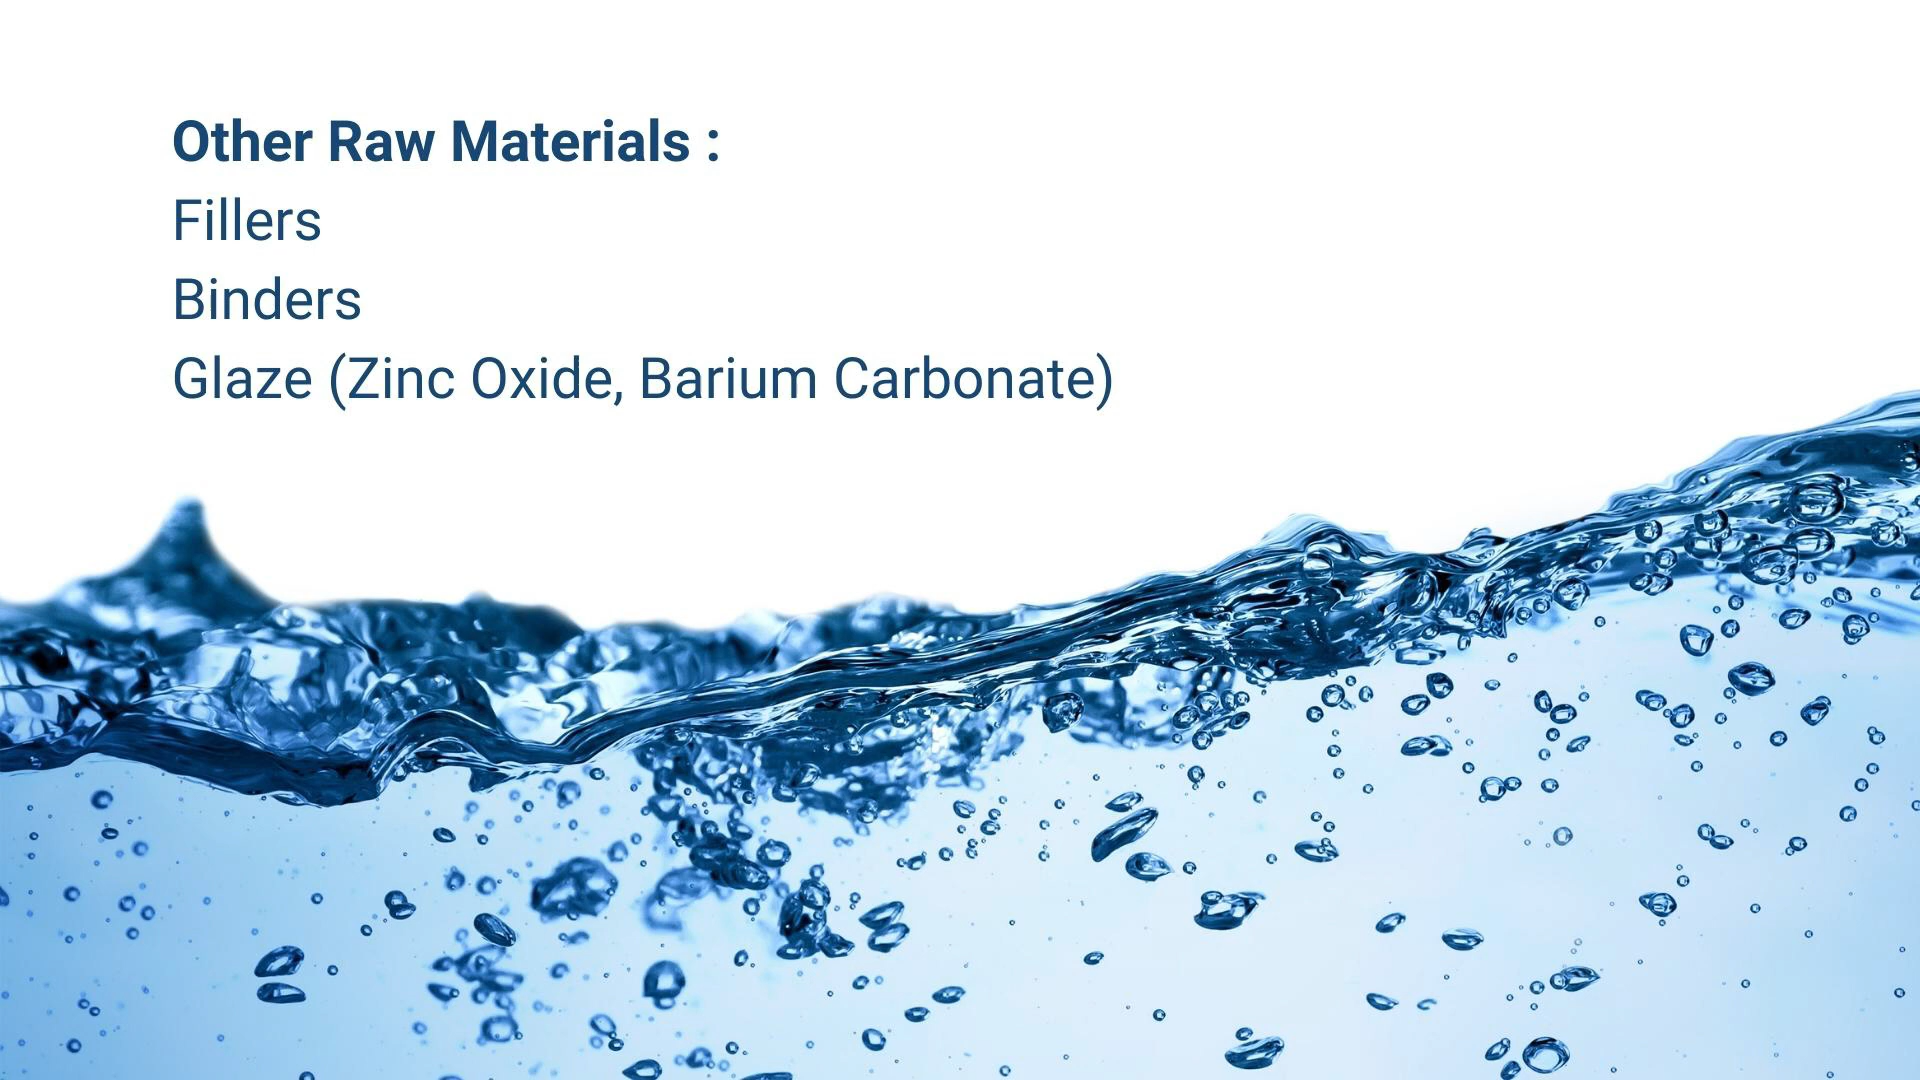 Other Raw Materials :
Fillers
Binders
Glaze (Zinc Oxide, Barium Carbonate)